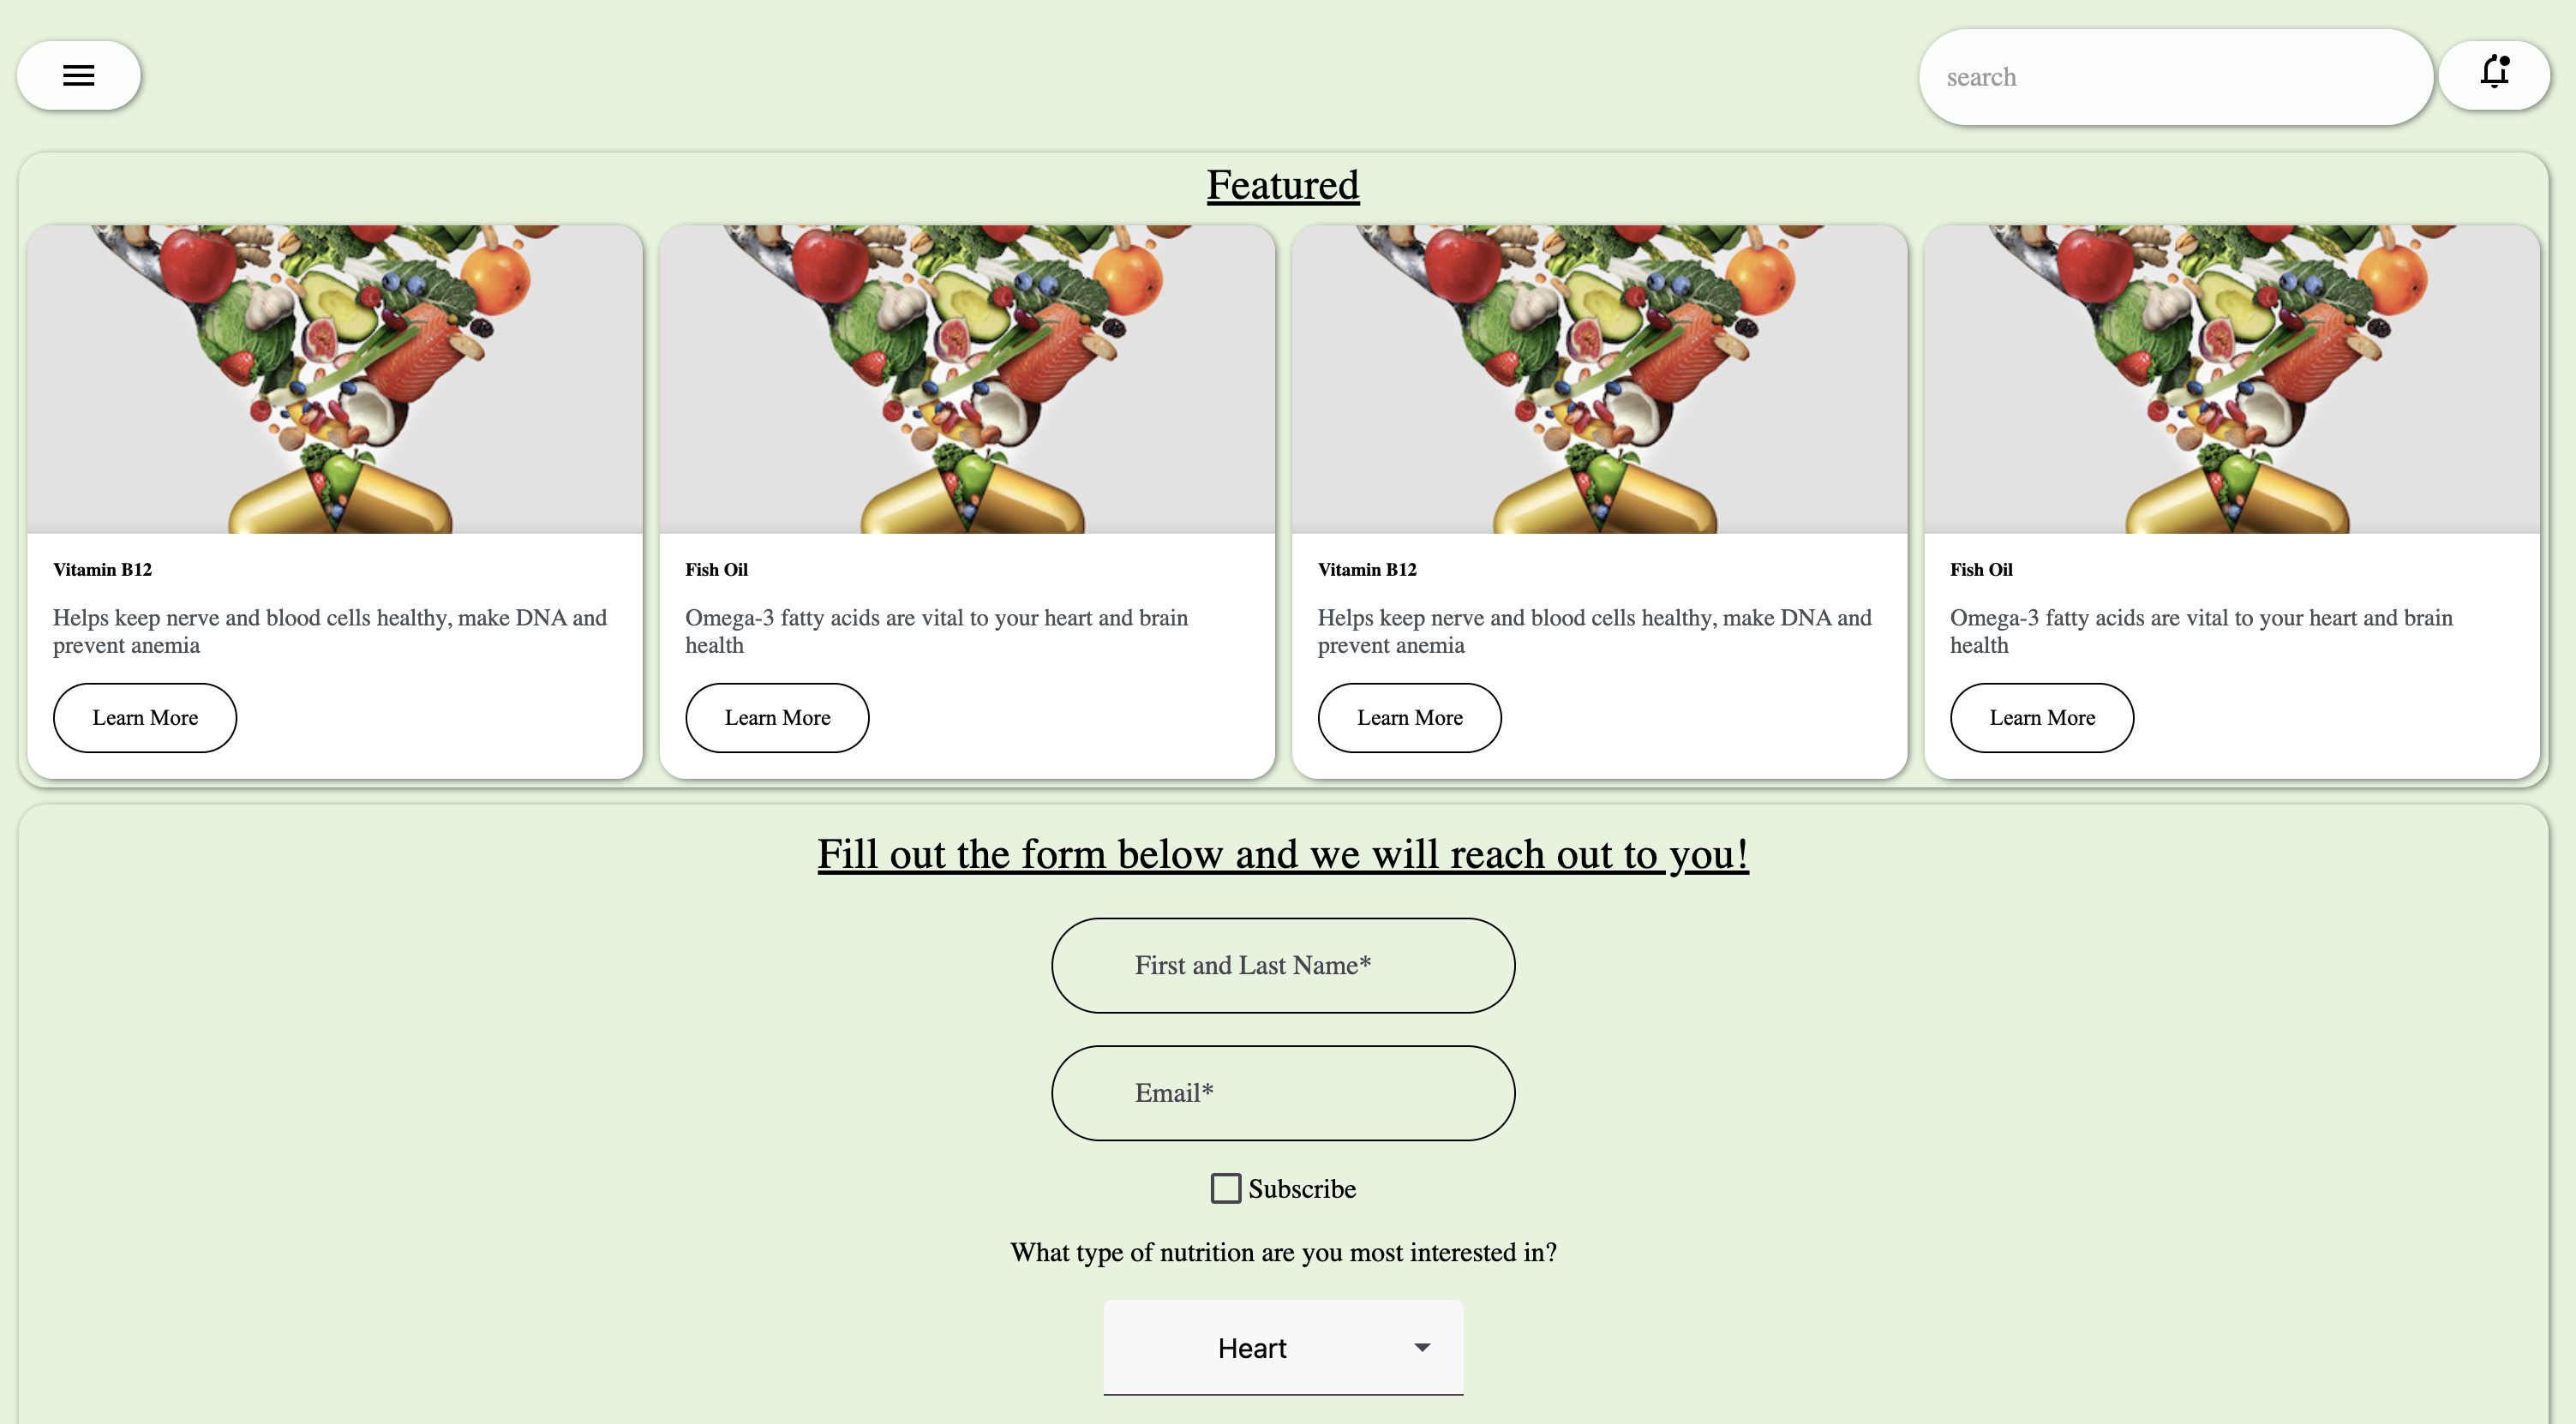 search
Featured
Vitamin B12
Helps keep nerve and blood cells healthy, make DNA and
prevent anemia
Learn More
Fish Oil
Omega-3 fatty acids are vital to your heart and brain
health
Learn More
Vitamin B12
Helps keep nerve and blood cells healthy, make DNA and
prevent anemia
Learn More
Fish Oil
Omega-3 fatty acids are vital to your heart and brain
health
Learn More
Fill out the form below and we will reach out to you!
First and Last Name*
Email*
Subscribe
What type of nutrition are you most interested in?
Heart